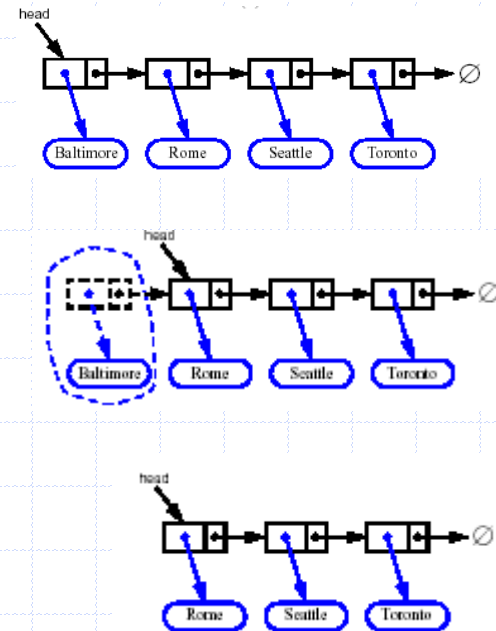 head
∅
Baltimore Rome Seattle Toronto
head
∅
Baltimore Rome Seattle Toronto
head
∅
Rome Seattle Toronto